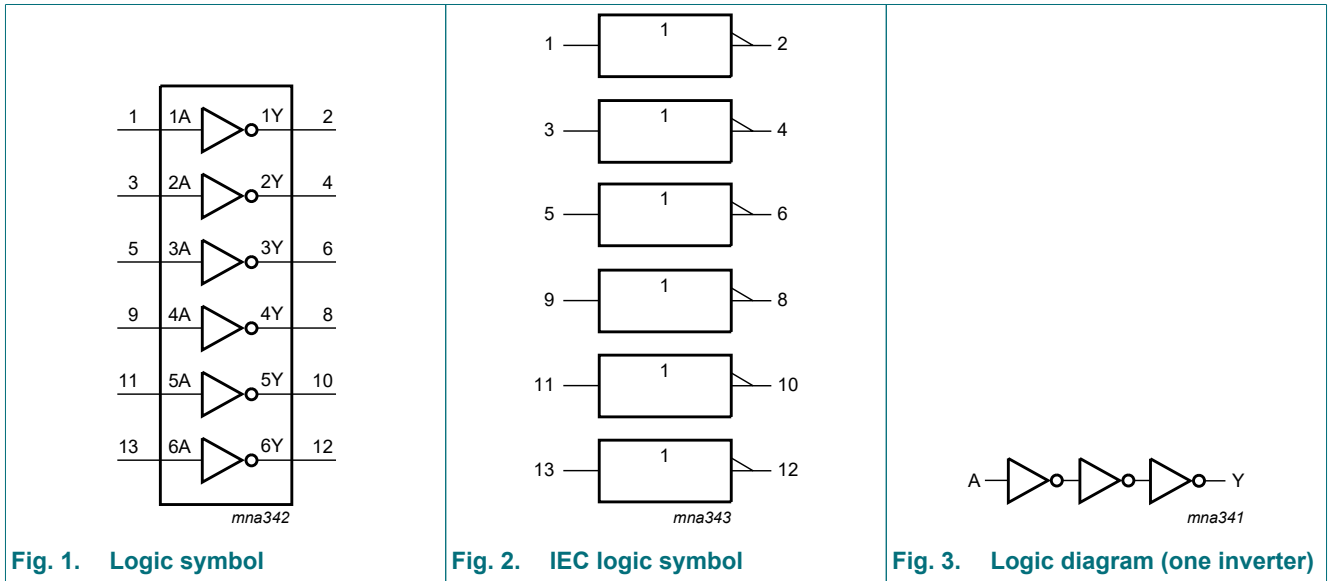 1 1A 1Y 2
3 2A 2Y 4
5 3A 3Y 6
9 4A 4Y 8
11 5A 5Y 10
13 6A 6Y 12
mna342
Fig. 1. Logic symbol
1 1 2
3 1 4
5 1 6
9 1 8
11 1 10
13 1 12
mna343
Fig. 2. IEC logic symbol
A Y
mna341
Fig. 3. Logic diagram (one inverter)